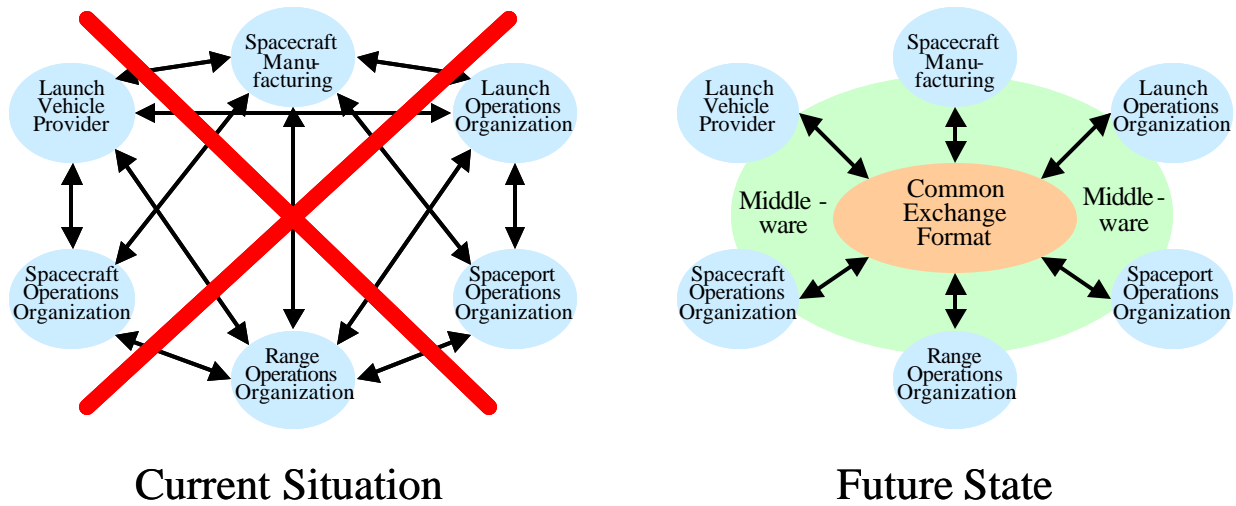 Spacecraft
Manu-
facturing
Launch
Vehicle
Provider
Launch
Operations
Organization
Spacecraft
Operations
Organization
Spaceport
Operations
Organization
Range
Operations
Organization
Current Situation
Spacecraft
Manu-
facturing
Launch
Vehicle
Provider
Launch
Operations
Organization
Common
Exchange
Format
Middle -
ware
Middle -
ware
Spacecraft
Operations
Organization
Spaceport
Operations
Organization
Range
Operations
Organization
Future State